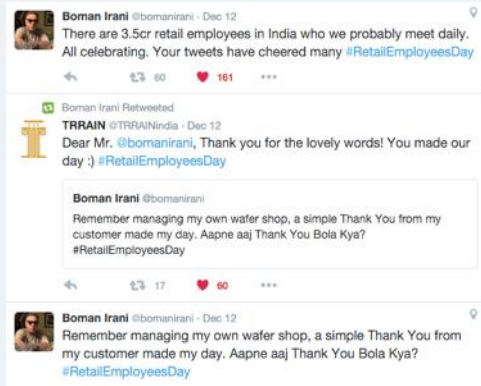 Boman Irani @bomanirani · Dec 12
There are 3.5cr retail employees in India who we probably meet daily.
All celebrating. Your tweets have cheered many #RetailEmployeesDay
60 161
Boman Irani Retweeted
TRRAIN @TRRAINindia · Dec 12
Dear Mr. @bomanirani, Thank you for the lovely words! You made our
day :) #RetailEmployeesDay
Boman Irani @bomanirani
Remember managing my own wafer shop, a simple Thank You from my
customer made my day. Aapne aaj Thank You Bola Kya?
#RetailEmployeesDay
17 60
Boman Irani @bomanirani · Dec 12
Remember managing my own wafer shop, a simple Thank You from
my customer made my day. Aapne aaj Thank You Bola Kya?
#RetailEmployeesDay